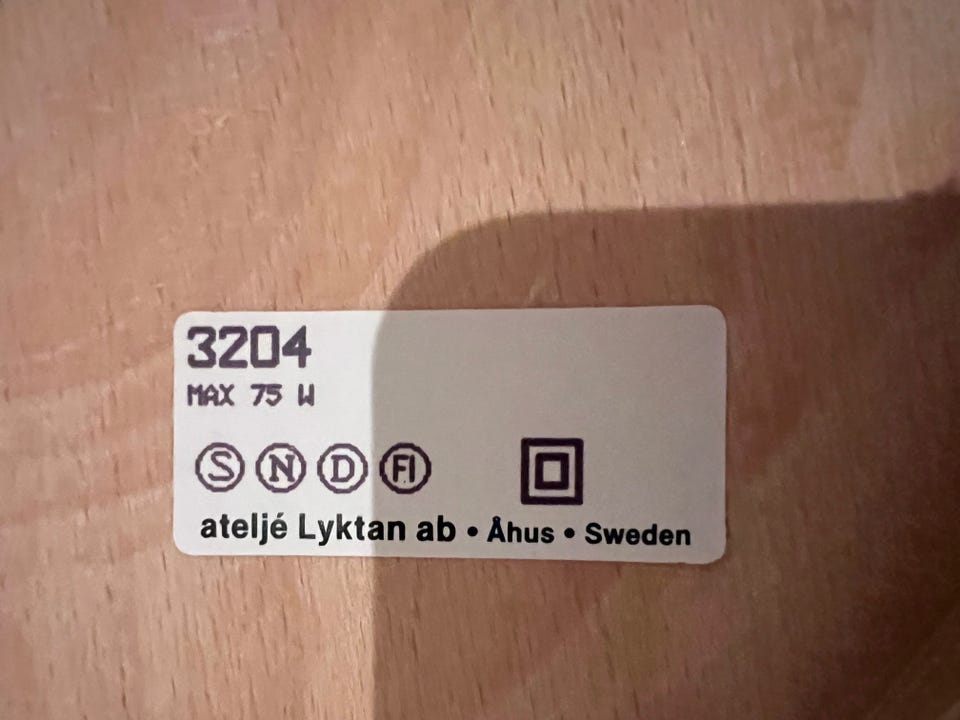 3204
MAX 75 W
S N D FI
ateljé Lyktan ab • Åhus • Sweden